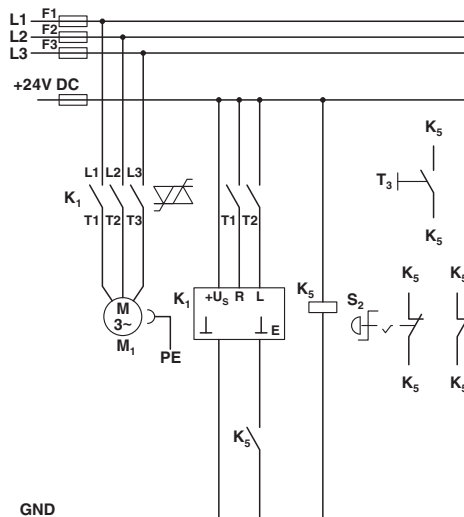 L1 F1
L2 F2
L3 F3
+24V DC
K5
L1 L2 L3
T3
K1
T1 T2 T3
T1 T2
K5
K1 +US R L
K5
S2
K5 K5
M
3~
E
M1
PE
K5 K5
K5
GND